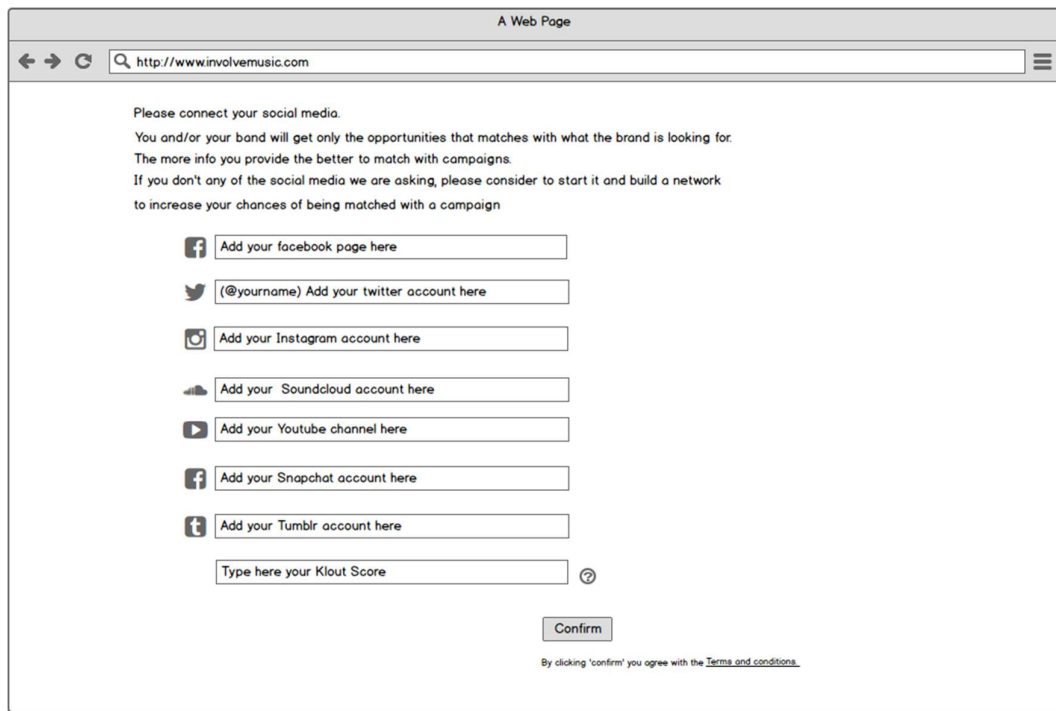 A Web Page
http://www.involvemusic.com
Please connect your social media.
You and/or your band will get only the opportunities that matches with what the brand is looking for.
The more info you provide the better to match with campaigns.
If you don't any of the social media we are asking, please consider to start it and build a network
to increase your chances of being matched with a campaign
Add your facebook page here
(@yourname) Add your twitter account here
Add your Instagram account here
Add your Soundcloud account here
Add your Youtube channel here
Add your Snapchat account here
Add your Tumblr account here
Type here your Klout Score
Confirm
By clicking 'confirm' you agree with the Terms and conditions.